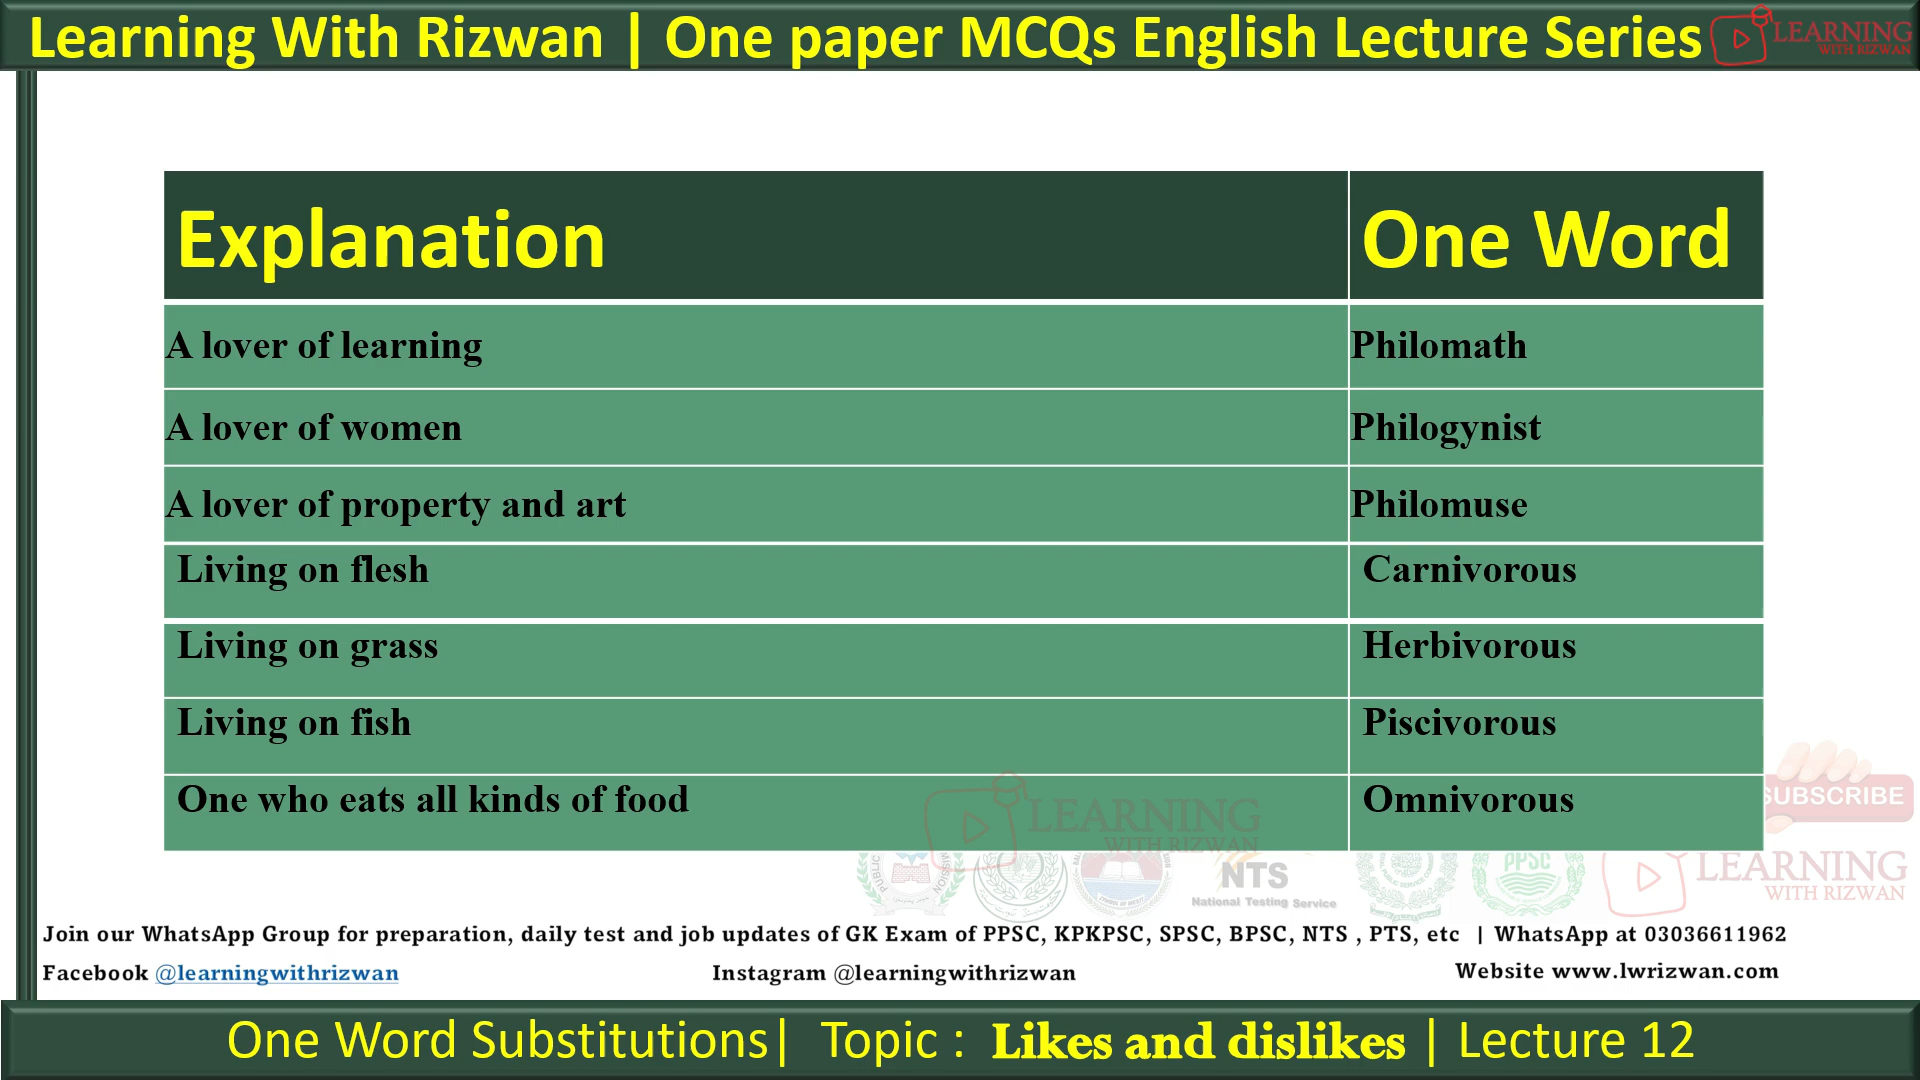 Learning With Rizwan | One paper MCQs English Lecture Series
LEARNING
WITH RIZWAN
Explanation One Word
A lover of learning Philomath
A lover of women Philogynist
A lover of property and art Philomuse
Living on flesh Carnivorous
Living on grass Herbivorous
Living on fish Piscivorous
One who eats all kinds of food Omnivorous
SUBSCRIBE
LEARNING
WITH RIZWAN
NTS
National Testing Service
PPSC
LEARNING
WITH RIZWAN
Join our WhatsApp Group for preparation, daily test and job updates of GK Exam of PPSC, KPKPSC, SPSC, BPSC, NTS , PTS, etc | WhatsApp at 03036611962
Facebook @learningwithrizwan Instagram @learningwithrizwan Website www.lwrizwan.com
One Word Substitutions| Topic : Likes and dislikes | Lecture 12